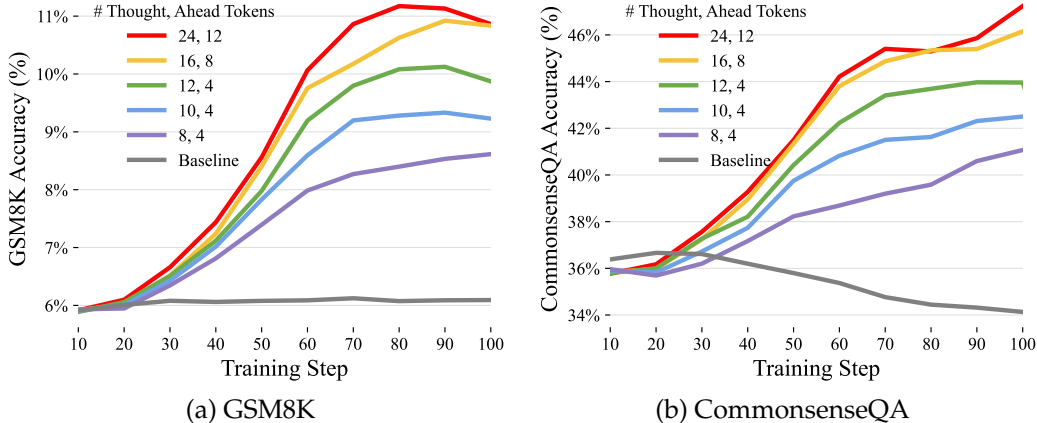 # Thought, Ahead Tokens
24, 12
16, 8
12, 4
10, 4
8, 4
Baseline
GSM8K Accuracy (%)
11%
10%
9%
8%
7%
6%
10 20 30 40 50 60 70 80 90 100
Training Step
(a) GSM8K
# Thought, Ahead Tokens
24, 12
16, 8
12, 4
10, 4
8, 4
Baseline
CommonsenseQA Accuracy (%)
46%
44%
42%
40%
38%
36%
34%
10 20 30 40 50 60 70 80 90 100
Training Step
(b) CommonsenseQA